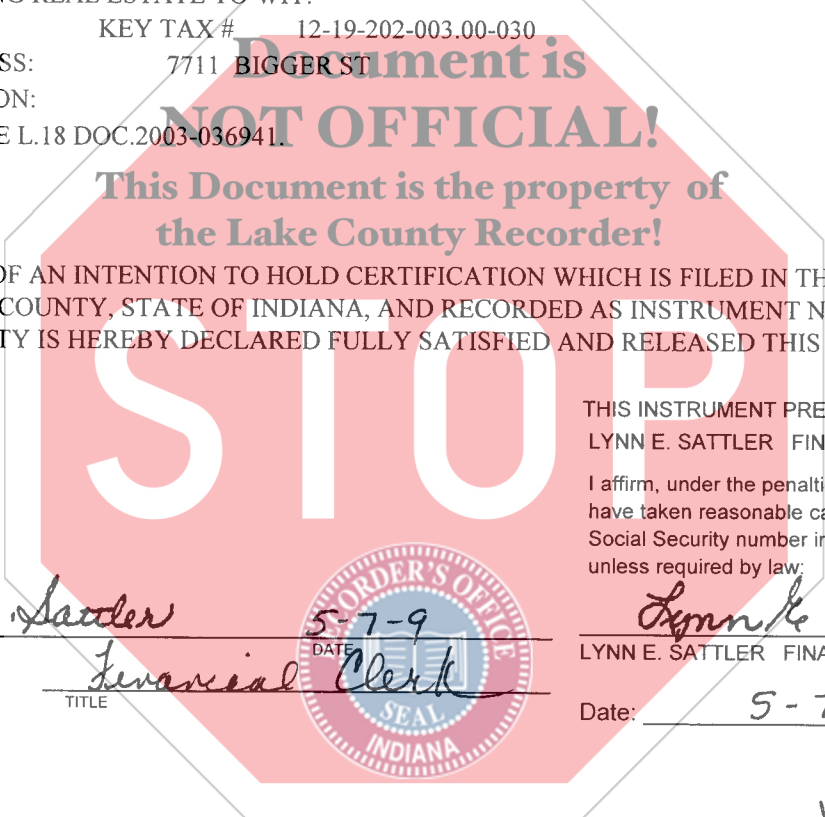 KEY TAX # 12-19-202-003.00-030
SS: 7711 BIGGER ST
ON:
E L.18 DOC.2003-036941.
Document is
NOT OFFICIAL!
This Document is the property of
the Lake County Recorder!
OF AN INTENTION TO HOLD CERTIFICATION WHICH IS FILED IN TH
COUNTY, STATE OF INDIANA, AND RECORDED AS INSTRUMENT N
TY IS HEREBY DECLARED FULLY SATISFIED AND RELEASED THIS
STOP
THIS INSTRUMENT PRE
LYNN E. SATTLER FIN
I affirm, under the penalti
have taken reasonable ca
Social Security number in
unless required by law:
Sattler 5-7-9
DATE
Financial Clerk
TITLE
RECORDER'S OFFICE
SEAL
INDIANA
Lynn E
LYNN E. SATTLER FINA
Date: 5-7